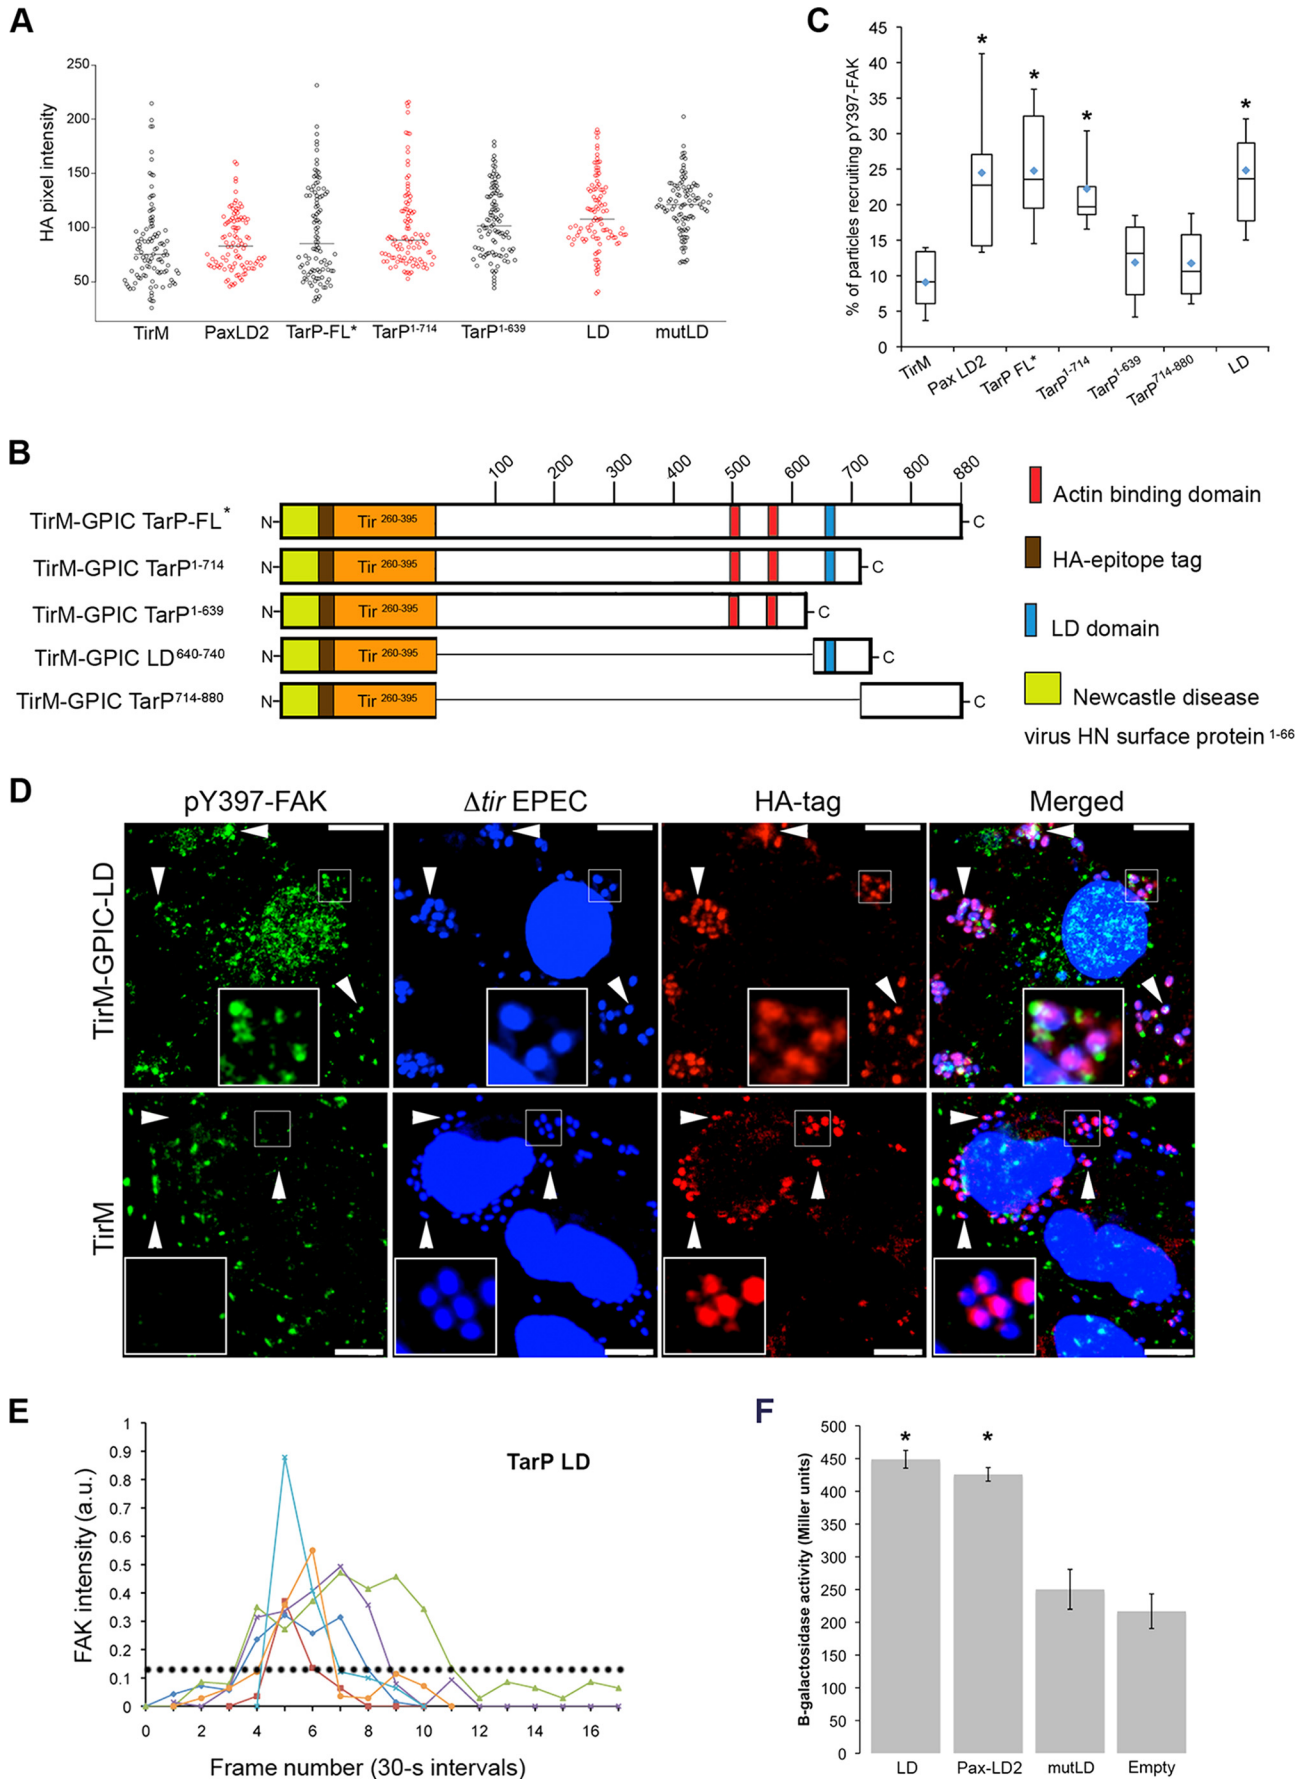 A
HA pixel intensity
250
200
150
100
50
TirM PaxLD2 TarP-FL* TarP1-714 TarP1-639 LD mutLD
C
% of particles recruiting pY397-FAK
45
40
35
30
25
20
15
10
5
0
* * * *
TirM Pax LD2 TarP FL* TarP1-714 TarP1-639 TarP714-880 LD
B
100 200 300 400 500 600 700 800 880
TirM-GPIC TarP-FL* N- Tir 260-395 - C
TirM-GPIC TarP1-714 N- Tir 260-395 - C
TirM-GPIC TarP1-639 N- Tir 260-395 - C
TirM-GPIC LD640-740 N- Tir 260-395 - C
TirM-GPIC TarP714-880 N- Tir 260-395 - C
Actin binding domain
HA-epitope tag
LD domain
Newcastle disease
virus HN surface protein 1-66
D
pY397-FAK Δtir EPEC HA-tag Merged
TirM-GPIC-LD
TirM
E
FAK intensity (a.u.)
1
0.9
0.8
0.7
0.6
0.5
0.4
0.3
0.2
0.1
0
TarP LD
0 2 4 6 8 10 12 14 16
Frame number (30-s intervals)
F
B-galactosidase activity (Miller units)
500
450
400
350
300
250
200
150
100
50
0
* *
LD Pax-LD2 mutLD Empty